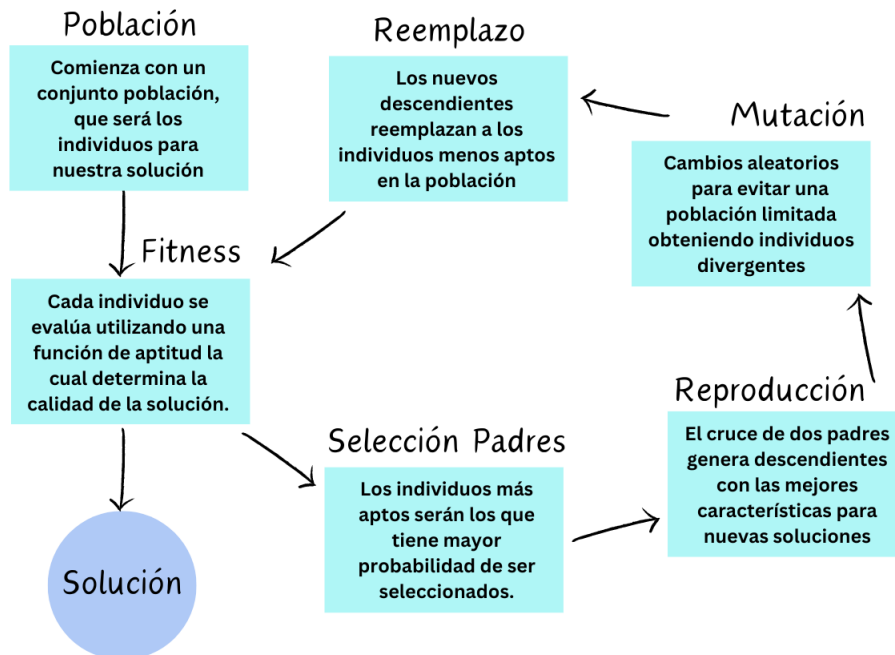 Población
Comienza con un
conjunto población,
que será los
individuos para
nuestra solución
Fitness
Cada individuo se
evalúa utilizando una
función de aptitud la
cual determina la
calidad de la solución.
Solución
Selección Padres
Los individuos más
aptos serán los que
tiene mayor
probabilidad de ser
seleccionados.
Reproducción
El cruce de dos padres
genera descendientes
con las mejores
características para
nuevas soluciones
Mutación
Cambios aleatorios
para evitar una
población limitada
obteniendo individuos
divergentes
Reemplazo
Los nuevos
descendientes
reemplazan a los
individuos menos aptos
en la población